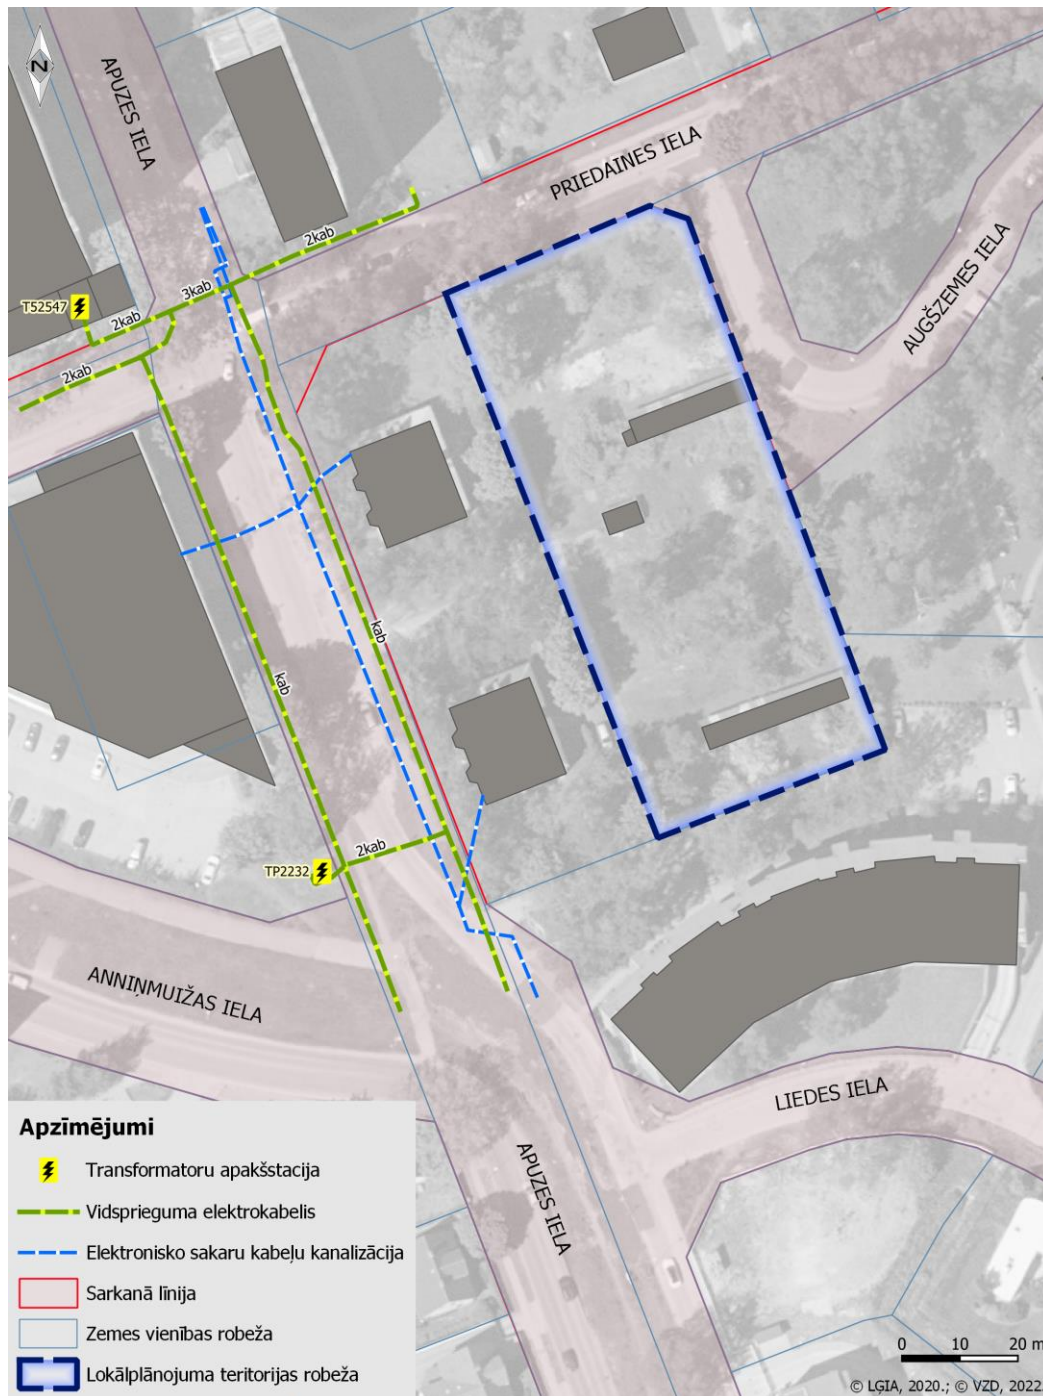 N
APUZES IELA
PRIEDAINES IELA
AUGŠZEMES IELA
2kab
3kab
T52547
2kab
2kab
kab
kab
2kab
TP2232
ANNIŅMUIŽAS IELA
LIEDES IELA
APUZES IELA
Apzīmējumi
Transformatoru apakšstacija
Vidsprieguma elektrokabelis
Elektronisko sakaru kabeļu kanalizācija
Sarkanā līnija
Zemes vienības robeža
Lokālplānojuma teritorijas robeža
0 10 20 m
© LGIA, 2020.; © VZD, 2022